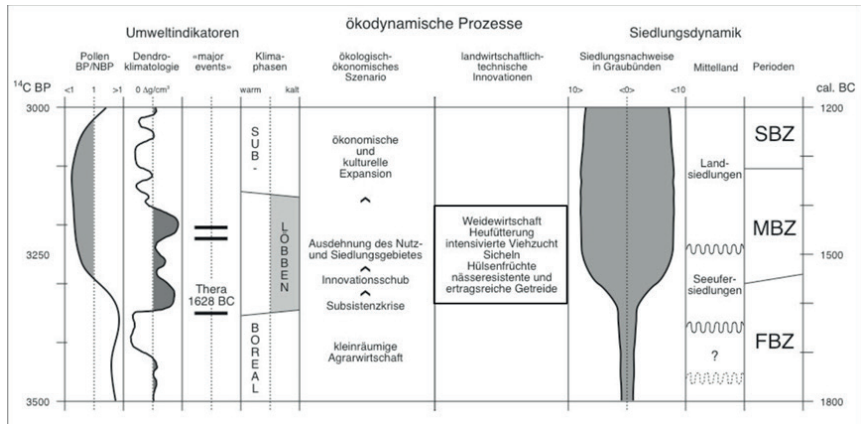 ökodynamische Prozesse
Umweltindikatoren
Siedlungsdynamik
Pollen
BP/NBP
Dendro-
klimatologie
«major
events»
Klima-
phasen
ökologisch-
ökonomisches
Szenario
landwirtschaftlich-
technische
Innovationen
Siedlungsnachweise
in Graubünden
Mittelland
Perioden
14C BP
<1 1 >1
0 Δg/cm³
warm kalt
10> <0> <10
cal. BC
3000
3250
3500
Thera
1628 BC
SUB-
BOREAL
LÖBBEN
ökonomische
und
kulturelle
Expansion
Ausdehnung des Nutz-
und Siedlungsgebietes
Innovationsschub
Subsistenzkrise
kleinräumige
Agrarwirtschaft
Weidewirtschaft
Heufütterung
intensivierte Viehzucht
Sicheln
Hülsenfrüchte
nässeresistente und
ertragsreiche Getreide
Land-
siedlungen
Seeufer-
siedlungen
?
SBZ
MBZ
FBZ
1200
1500
1800